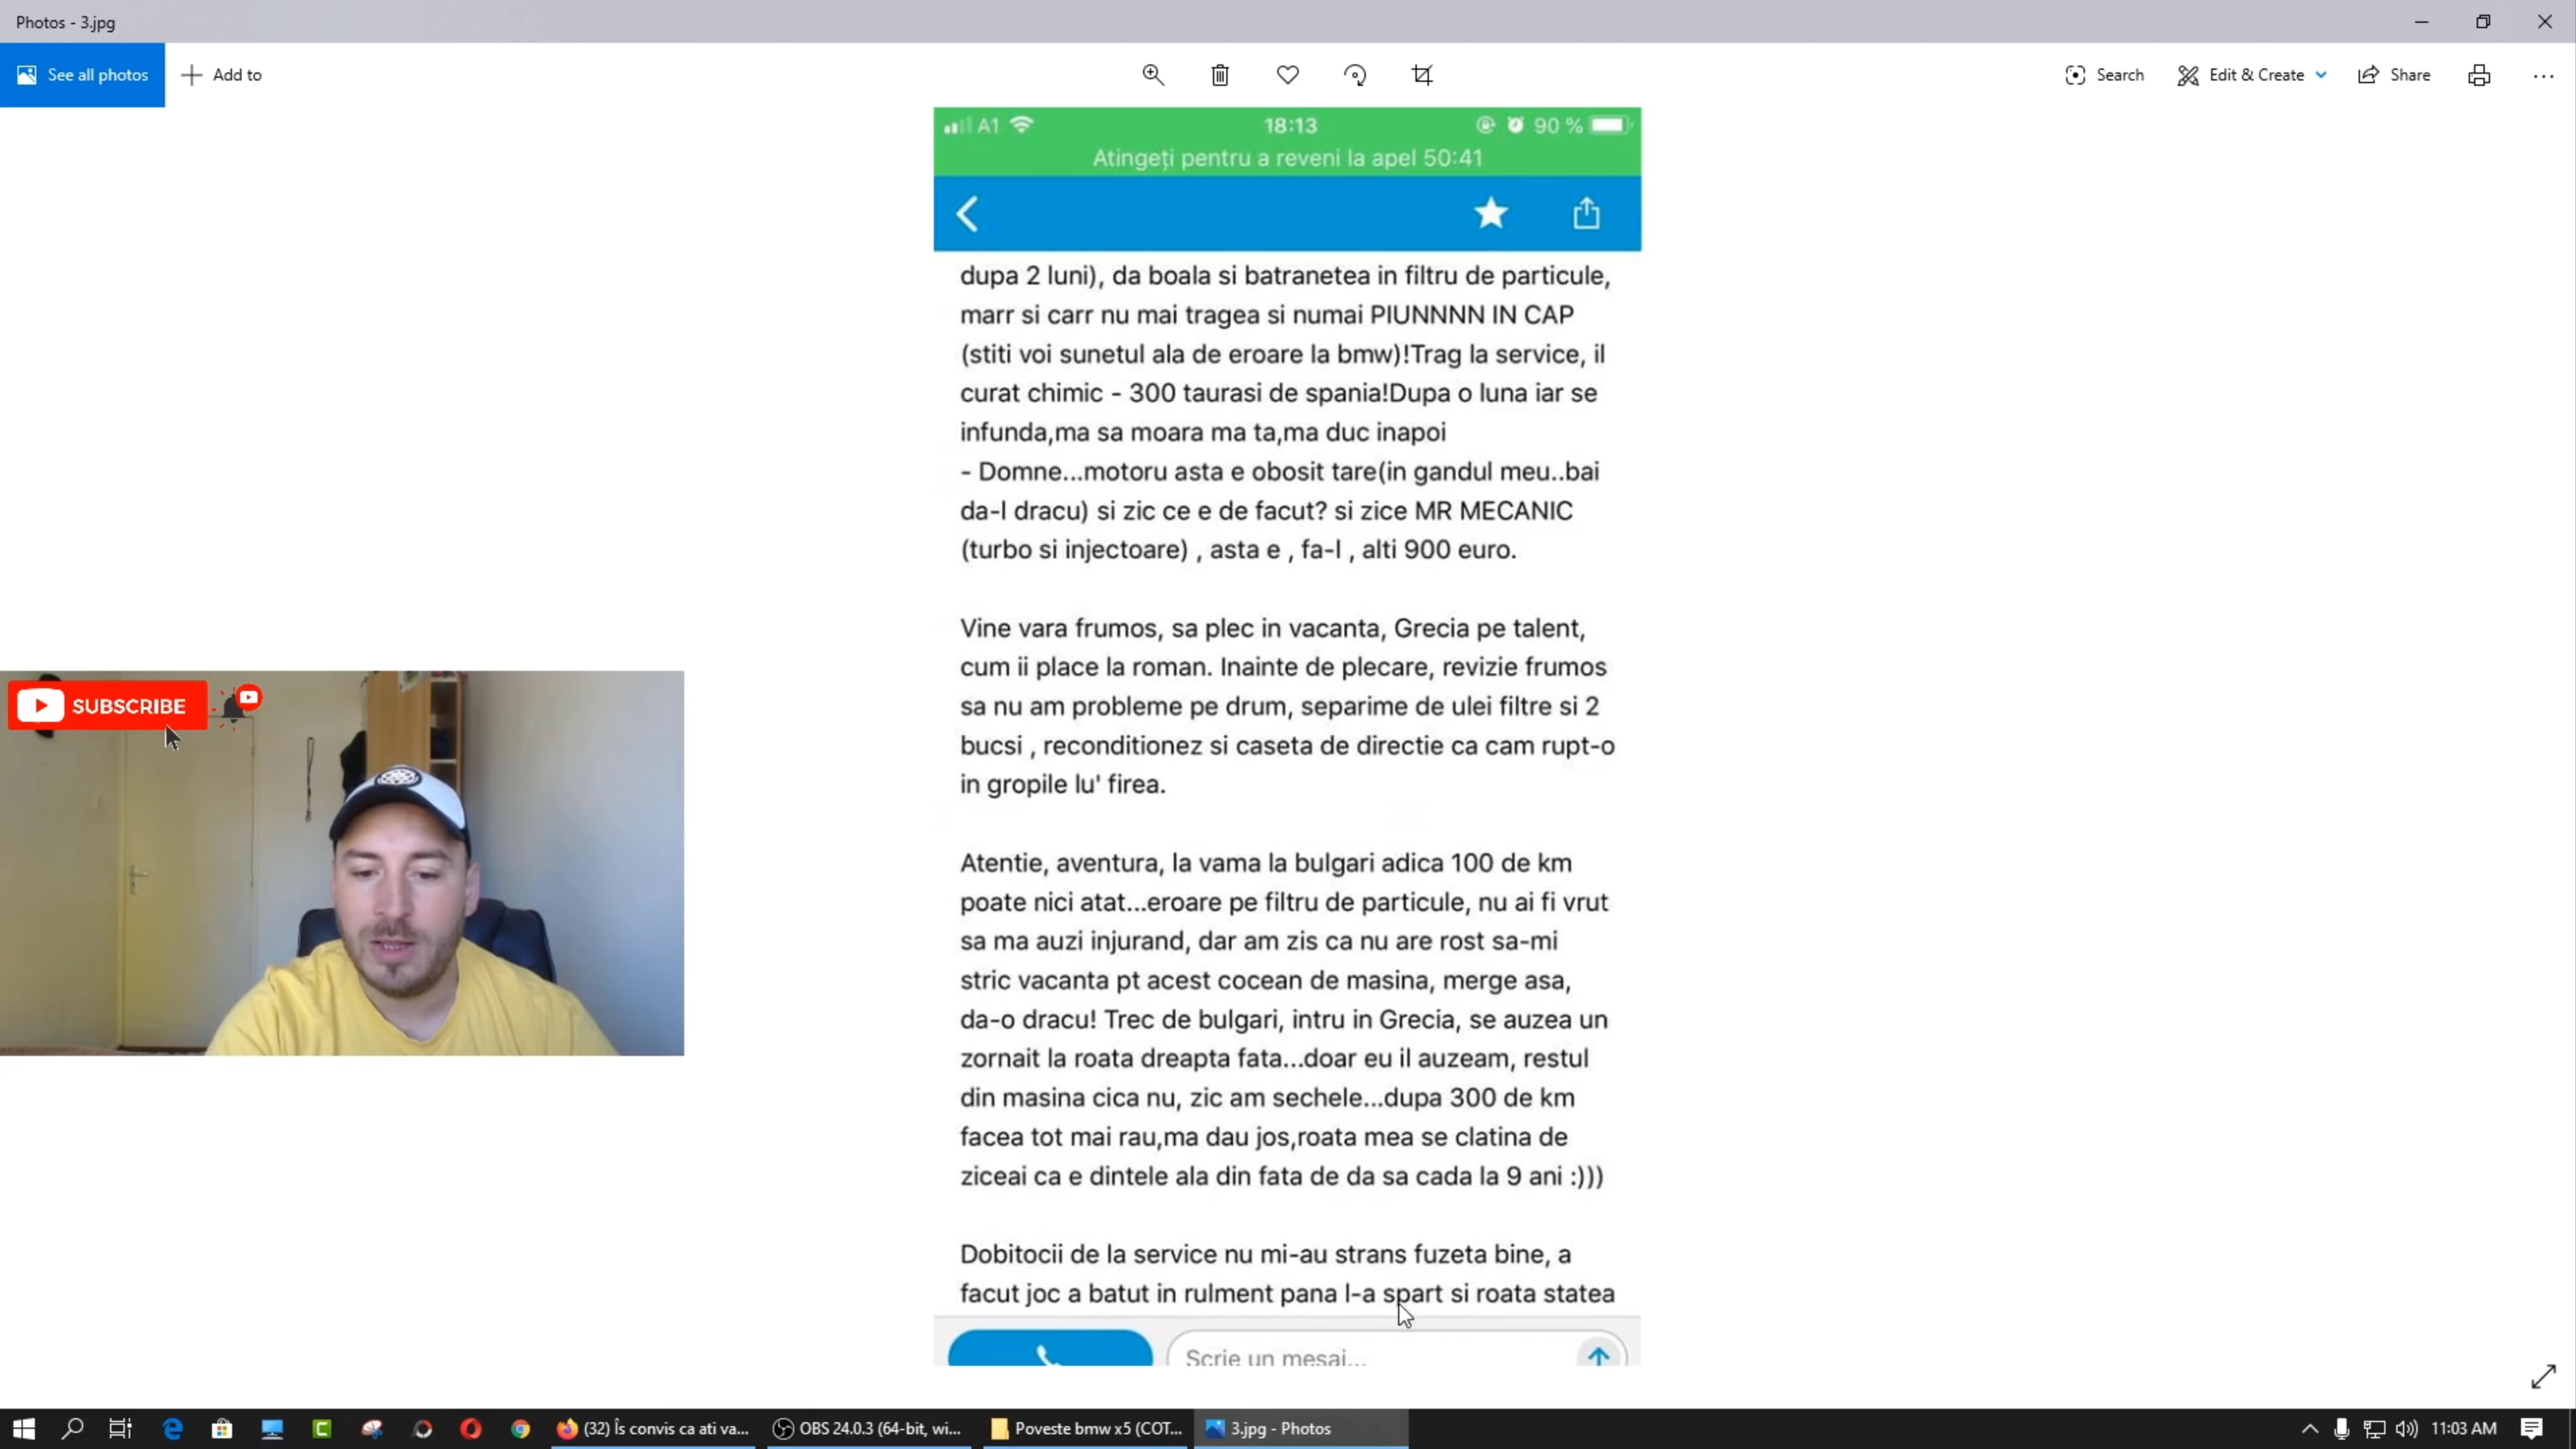 Photos - 3.jpg
See all photos
Add to
Search
Edit & Create
Share
A1
18:13
90 %
Atingeți pentru a reveni la apel 50:41
dupa 2 luni), da boala si batranetea in filtru de particule,
marr si carr nu mai tragea si numai PIUNNNN IN CAP
(stiti voi sunetul ala de eroare la bmw)!Trag la service, il
curat chimic - 300 taurasi de spania!Dupa o luna iar se
infunda,ma sa moara ma ta,ma duc inapoi
- Domne...motoru asta e obosit tare(in gandul meu..bai
da-l dracu) si zic ce e de facut? si zice MR MECANIC
(turbo si injectoare) , asta e , fa-l , alti 900 euro.
Vine vara frumos, sa plec in vacanta, Grecia pe talent,
cum ii place la roman. Inainte de plecare, revizie frumos
sa nu am probleme pe drum, separime de ulei filtre si 2
bucsi , reconditionez si caseta de directie ca cam rupt-o
in gropile lu' firea.
Atentie, aventura, la vama la bulgari adica 100 de km
poate nici atat...eroare pe filtru de particule, nu ai fi vrut
sa ma auzi injurand, dar am zis ca nu are rost sa-mi
stric vacanta pt acest cocean de masina, merge asa,
da-o dracu! Trec de bulgari, intru in Grecia, se auzea un
zornait la roata dreapta fata...doar eu il auzeam, restul
din masina cica nu, zic am sechele...dupa 300 de km
facea tot mai rau,ma dau jos,roata mea se clatina de
ziceai ca e dintele ala din fata de da sa cada la 9 ani :)))
Dobitocii de la service nu mi-au strans fuzeta bine, a
facut joc a batut in rulment pana l-a spart si roata statea
Scrie un mesaj...
SUBSCRIBE
(32) Îs convis ca ati va...
OBS 24.0.3 (64-bit, wi...
Poveste bmw x5 (COT...
3.jpg - Photos
11:03 AM